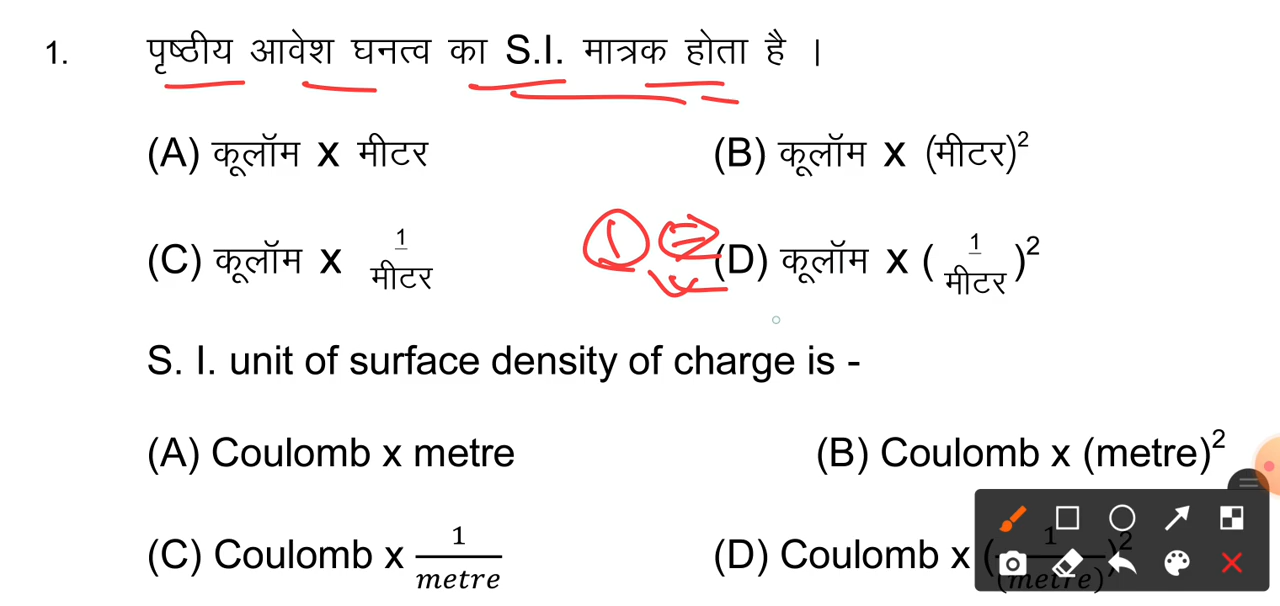 1. पृष्ठीय आवेश घनत्व का S.I. मात्रक होता है ।
(A) कूलॉम x मीटर (B) कूलॉम x (मीटर)²
(C) कूलॉम x 1/मीटर (D) कूलॉम x (1/मीटर)²
S. I. unit of surface density of charge is -
(A) Coulomb x metre (B) Coulomb x (metre)²
(C) Coulomb x 1/metre (D) Coulomb x (1/(metre))²